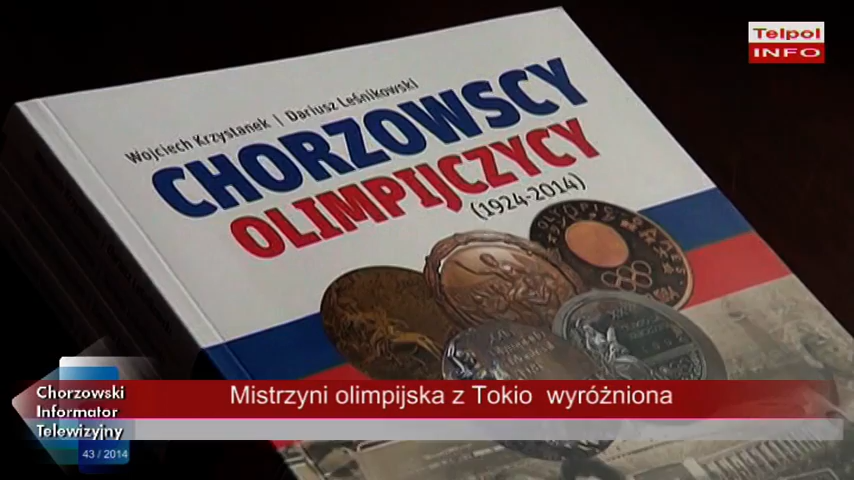 Telpol
INFO
Wojciech Krzystanek | Dariusz Leśnikowski
CHORZOWSCY
OLIMPIJCZYCY
(1924-2014)
Mistrzyni olimpijska z Tokio wyróżniona
Chorzowski
Informator
Telewizyjny
43 / 2014